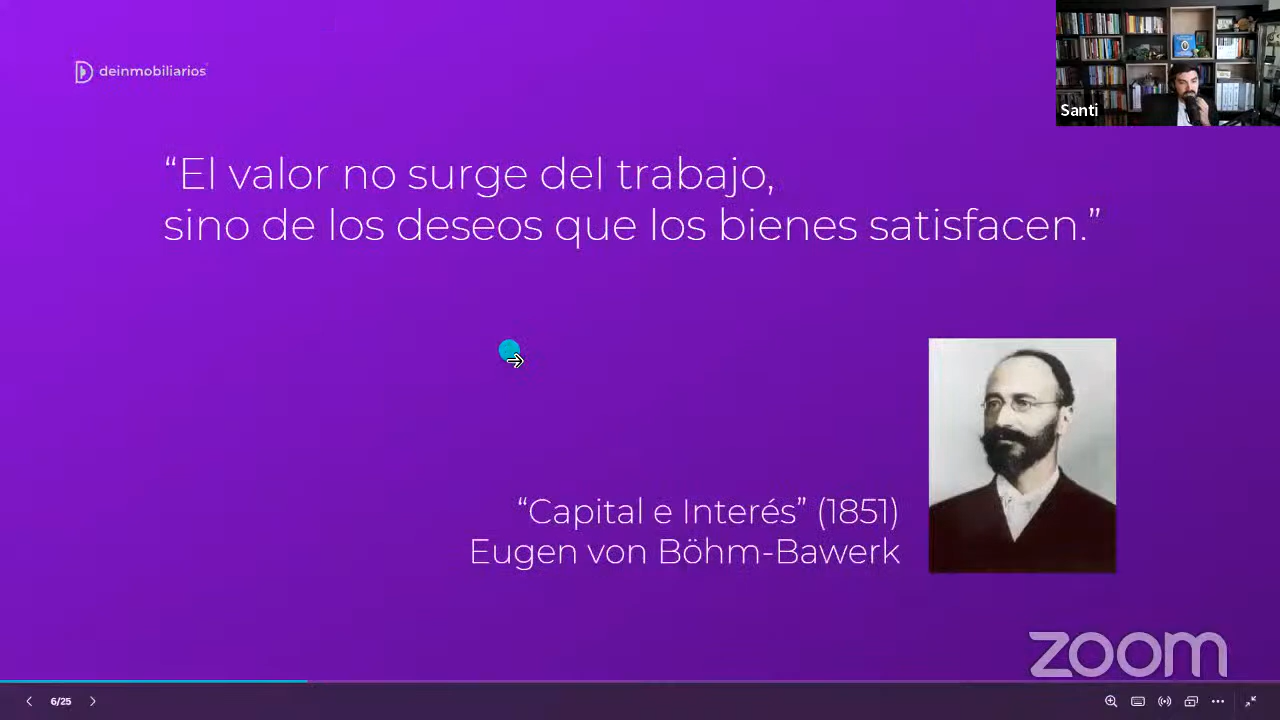 deinmobiliarios
Santi
“El valor no surge del trabajo,
sino de los deseos que los bienes satisfacen.”
“Capital e Interés” (1851)
Eugen von Böhm-Bawerk
zoom
6/25